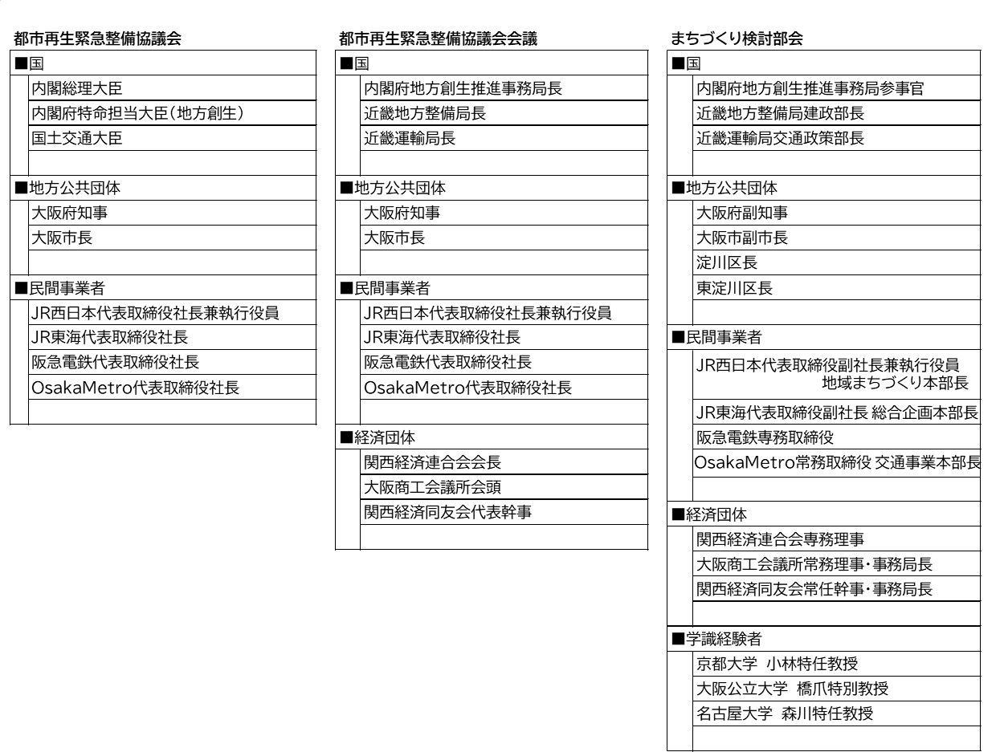 都市再生緊急整備協議会
■国
内閣総理大臣
内閣府特命担当大臣(地方創生)
国土交通大臣
■地方公共団体
大阪府知事
大阪市長
■民間事業者
JR西日本代表取締役社長兼執行役員
JR東海代表取締役社長
阪急電鉄代表取締役社長
OsakaMetro代表取締役社長
都市再生緊急整備協議会会議
■国
内閣府地方創生推進事務局長
近畿地方整備局長
近畿運輸局長
■地方公共団体
大阪府知事
大阪市長
■民間事業者
JR西日本代表取締役社長兼執行役員
JR東海代表取締役社長
阪急電鉄代表取締役社長
OsakaMetro代表取締役社長
■経済団体
関西経済連合会会長
大阪商工会議所会頭
関西経済同友会代表幹事
まちづくり検討部会
■国
内閣府地方創生推進事務局参事官
近畿地方整備局建政部長
近畿運輸局交通政策部長
■地方公共団体
大阪府副知事
大阪市副市長
淀川区長
東淀川区長
■民間事業者
JR西日本代表取締役副社長兼執行役員
地域まちづくり本部長
JR東海代表取締役副社長 総合企画本部長
阪急電鉄専務取締役
OsakaMetro常務取締役 交通事業本部長
■経済団体
関西経済連合会専務理事
大阪商工会議所常務理事・事務局長
関西経済同友会常任幹事・事務局長
■学識経験者
京都大学 小林特任教授
大阪公立大学 橋爪特別教授
名古屋大学 森川特任教授